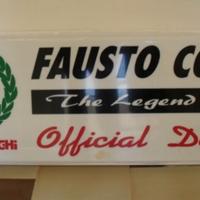 FAUSTO CO
The Legend
GHi Official D